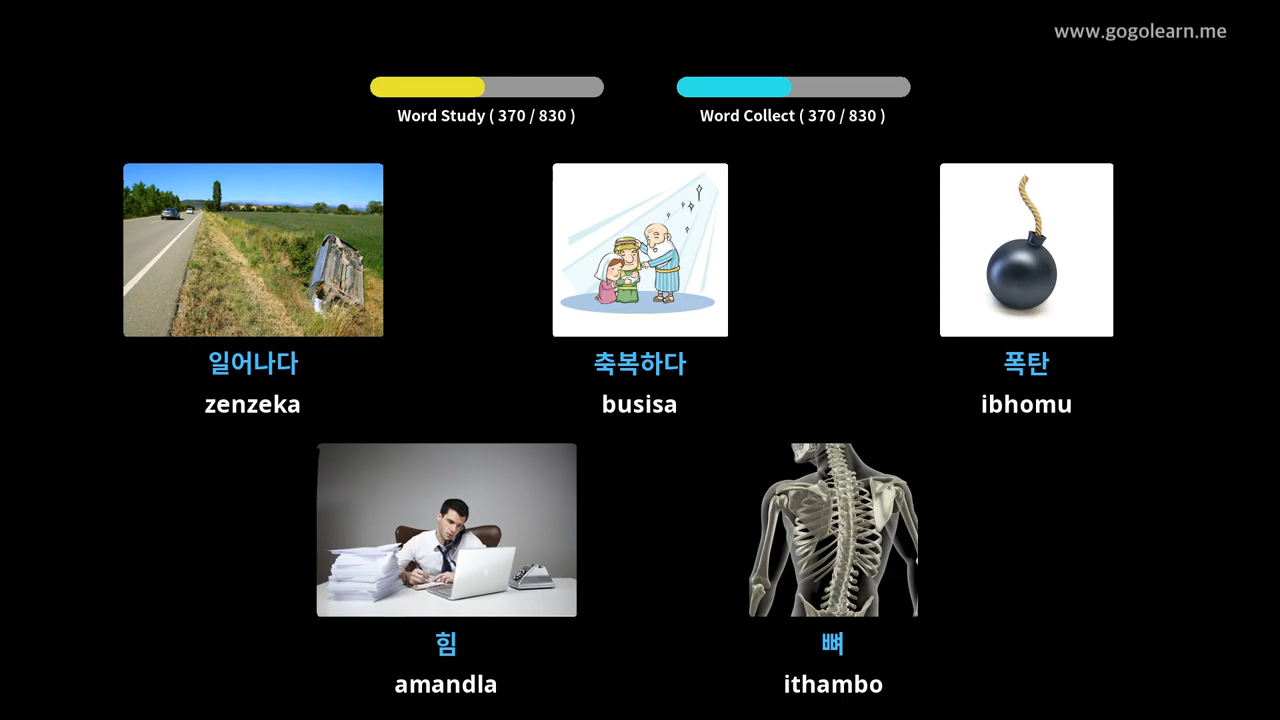 www.gogolearn.me
Word Study ( 370 / 830 )
Word Collect ( 370 / 830 )
일어나다
축복하다
폭탄
zenzeka
busisa
ibhomu
힘
뼈
amandla
ithambo